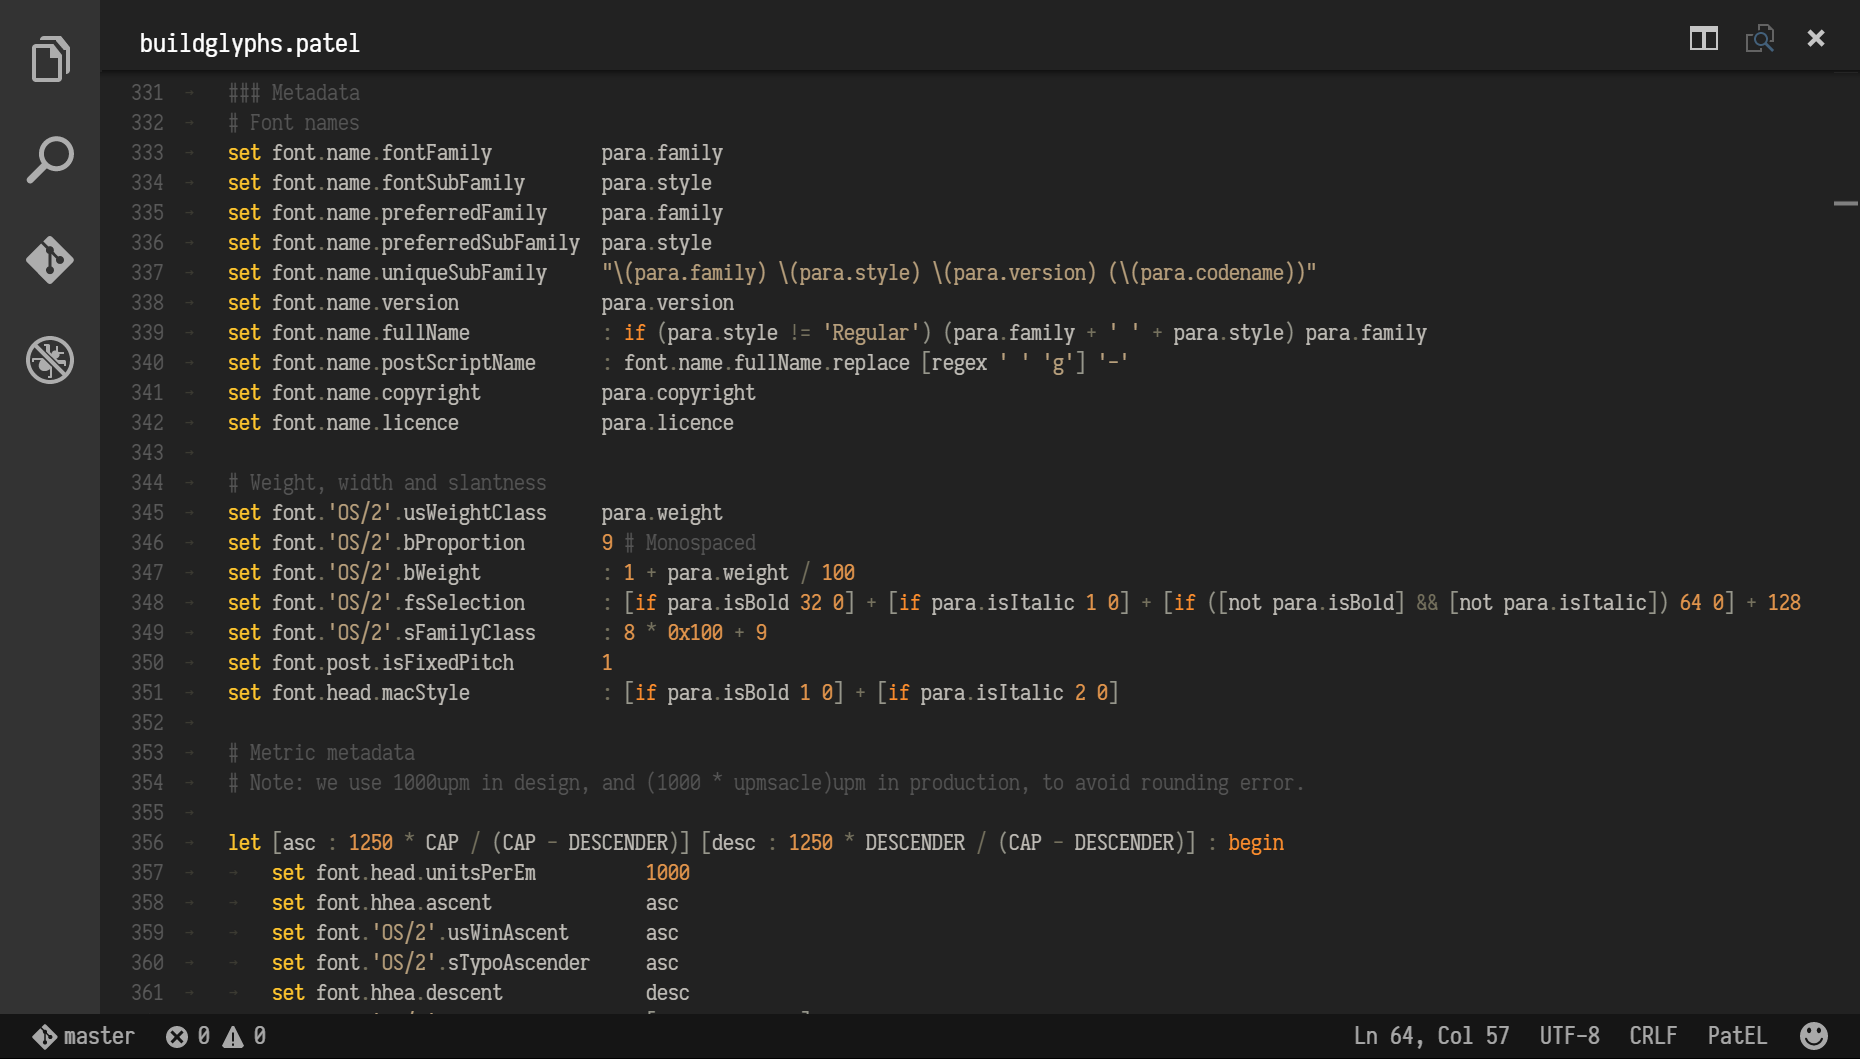 buildglyphs.patel
331 → ### Metadata
332 → # Font names
333 → set font.name.fontFamily para.family
334 → set font.name.fontSubFamily para.style
335 → set font.name.preferredFamily para.family
336 → set font.name.preferredSubFamily para.style
337 → set font.name.uniqueSubFamily "\(para.family) \(para.style) \(para.version) (\(para.codename))"
338 → set font.name.version para.version
339 → set font.name.fullName : if (para.style != 'Regular') (para.family + ' ' + para.style) para.family
340 → set font.name.postScriptName : font.name.fullName.replace [regex ' ' 'g'] '-'
341 → set font.name.copyright para.copyright
342 → set font.name.licence para.licence
343 →
344 → # Weight, width and slantness
345 → set font.'OS/2'.usWeightClass para.weight
346 → set font.'OS/2'.bProportion 9 # Monospaced
347 → set font.'OS/2'.bWeight : 1 + para.weight / 100
348 → set font.'OS/2'.fsSelection : [if para.isBold 32 0] + [if para.isItalic 1 0] + [if ([not para.isBold] && [not para.isItalic]) 64 0] + 128
349 → set font.'OS/2'.sFamilyClass : 8 * 0x100 + 9
350 → set font.post.isFixedPitch 1
351 → set font.head.macStyle : [if para.isBold 1 0] + [if para.isItalic 2 0]
352 →
353 → # Metric metadata
354 → # Note: we use 1000upm in design, and (1000 * upmsacle)upm in production, to avoid rounding error.
355 →
356 let [asc : 1250 * CAP / (CAP - DESCENDER)] [desc : 1250 * DESCENDER / (CAP - DESCENDER)] : begin
357 → → set font.head.unitsPerEm 1000
358 → → set font.hhea.ascent asc
359 → → set font.'OS/2'.usWinAscent asc
360 → → set font.'OS/2'.sTypoAscender asc
361 → → set font.hhea.descent desc
master 0 0 Ln 64, Col 57 UTF-8 CRLF PatEL